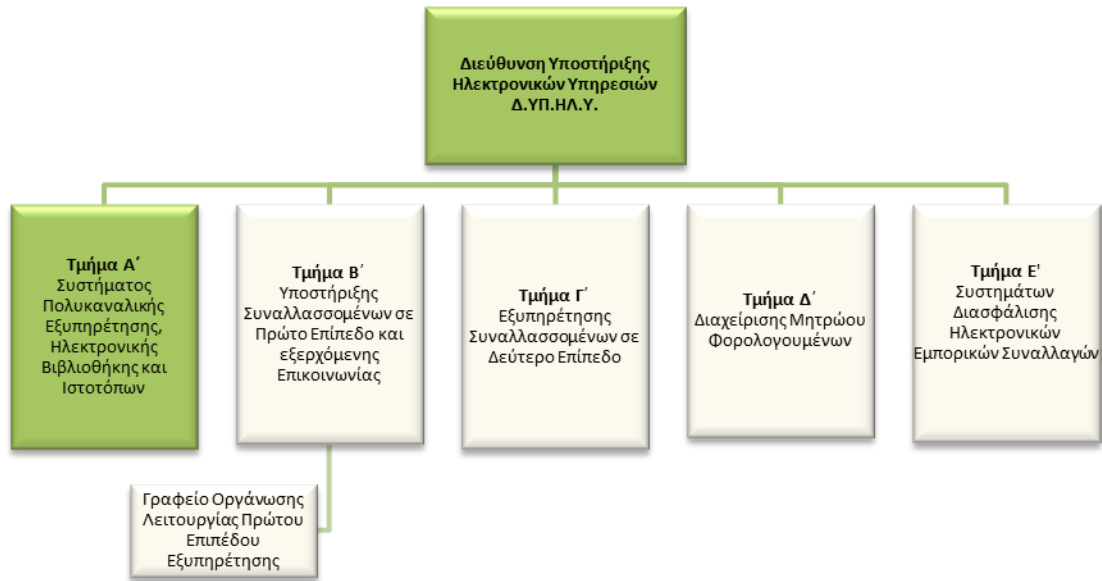 Διεύθυνση Υποστήριξης
Ηλεκτρονικών Υπηρεσιών
Δ.ΥΠ.ΗΛ.Υ.
Τμήμα Α΄
Συστήματος
Πολυκαναλικής
Εξυπηρέτησης,
Ηλεκτρονικής
Βιβλιοθήκης και
Ιστοτόπων
Τμήμα Β΄
Υποστήριξης
Συναλλασσομένων σε
Πρώτο Επίπεδο και
εξερχόμενης
Επικοινωνίας
Τμήμα Γ΄
Εξυπηρέτησης
Συναλλασσομένων σε
Δεύτερο Επίπεδο
Τμήμα Δ΄
Διαχείρισης Μητρώου
Φορολογουμένων
Τμήμα Ε'
Συστημάτων
Διασφάλισης
Ηλεκτρονικών
Εμπορικών Συναλλαγών
Γραφείο Οργάνωσης
Λειτουργίας Πρώτου
Επιπέδου
Εξυπηρέτησης